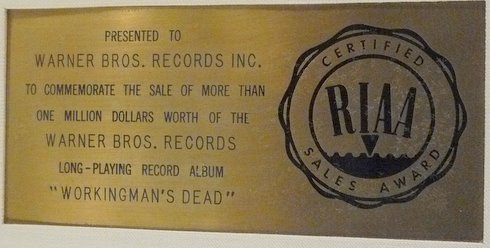 PRESENTED TO
WARNER BROS. RECORDS INC.
TO COMMEMORATE THE SALE OF MORE THAN
ONE MILLION DOLLARS WORTH OF THE
WARNER BROS. RECORDS
LONG-PLAYING RECORD ALBUM
"WORKINGMAN'S DEAD"
CERTIFIED
RIAA
SALES AWARD